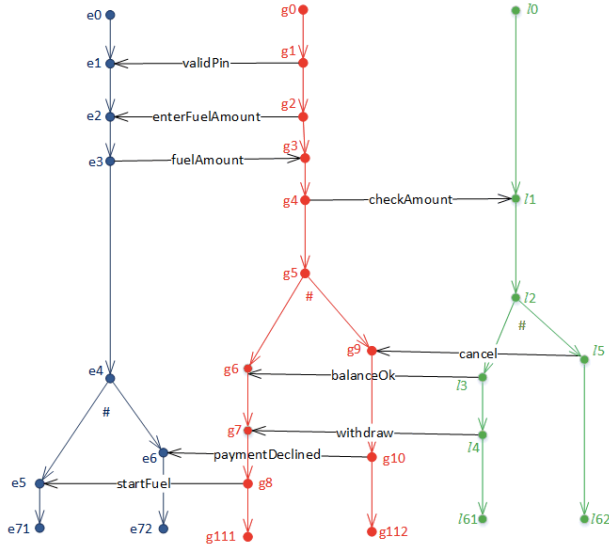 e0
g0
l0
e1
validPin
g1
e2
enterFuelAmount
g2
e3
fuelAmount
g3
g4
checkAmount
l1
g5
#
l2
#
g9
cancel
l5
e4
g6
balanceOk
l3
#
g7
withdraw
l4
e6
paymentDeclined
g10
e5
startFuel
g8
e71
e72
g111
g112
l61
l62